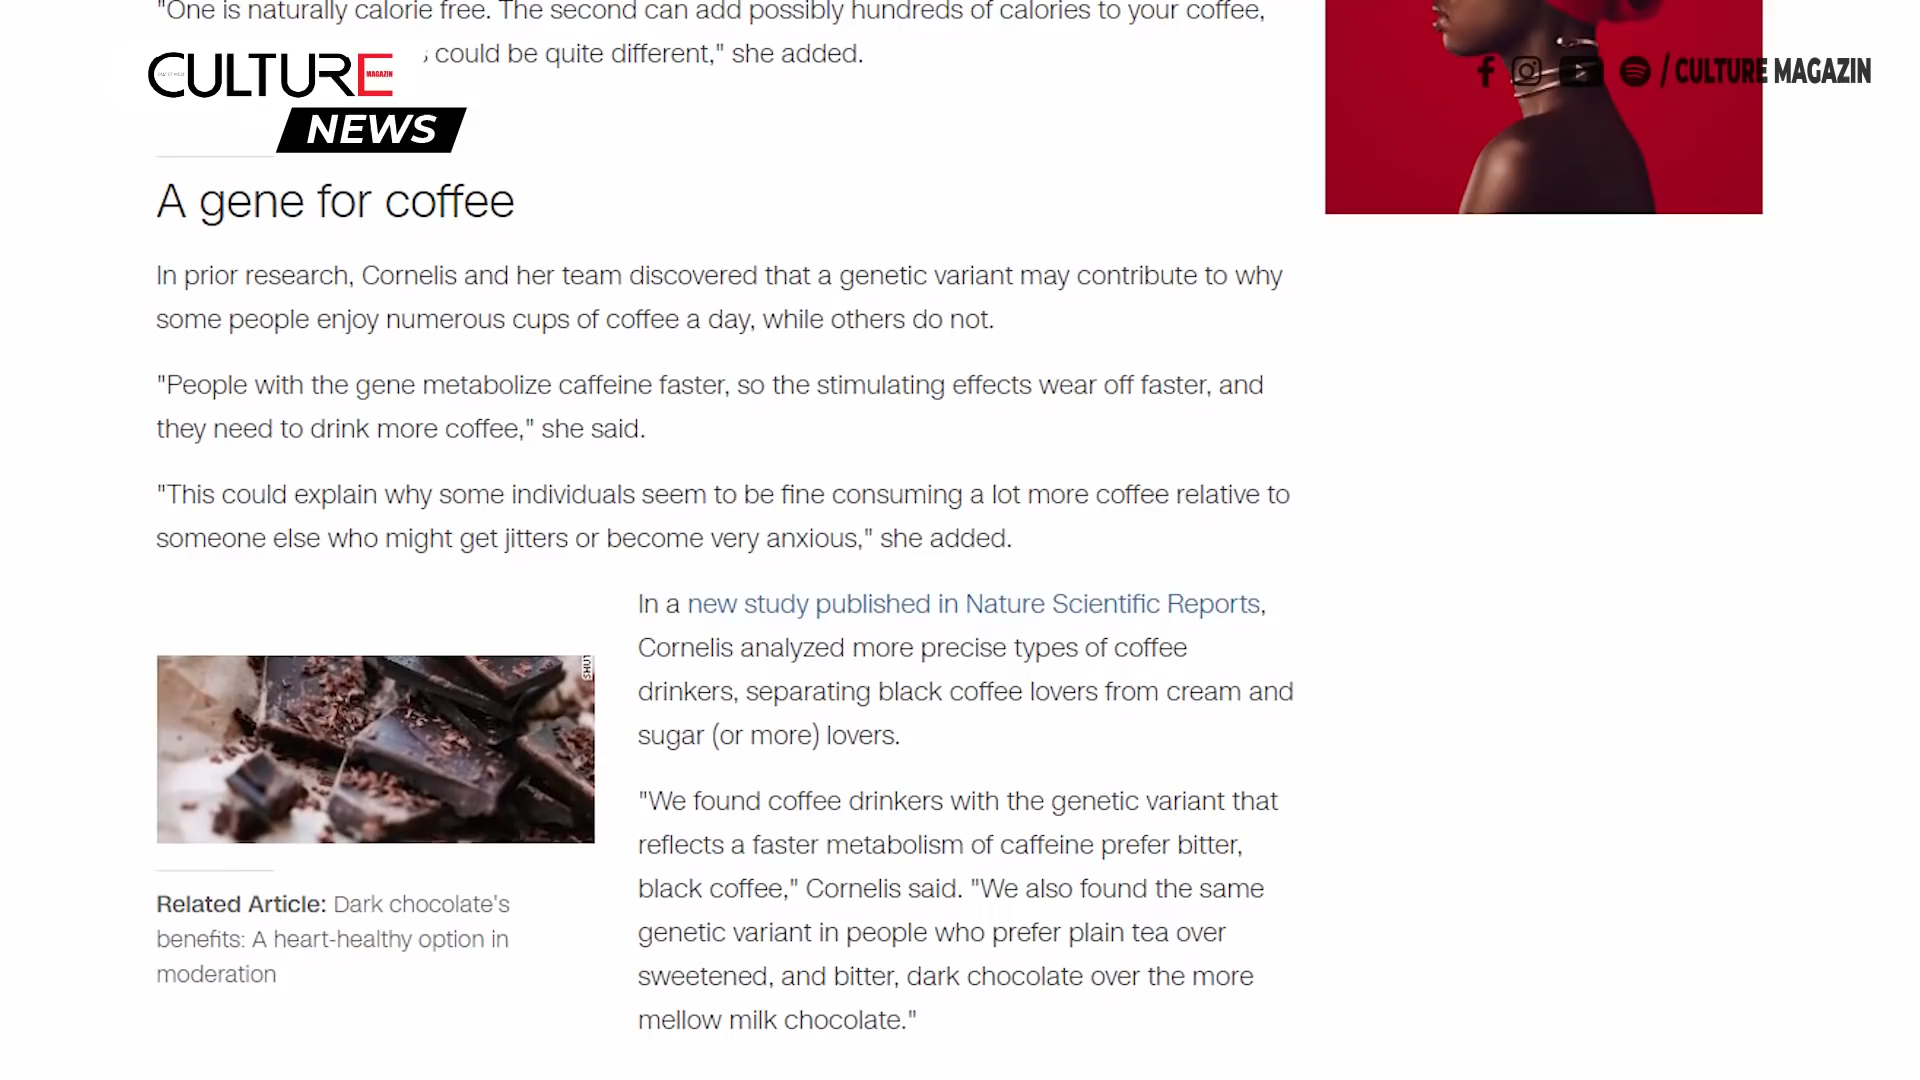 "One is naturally calorie free. The second can add possibly hundreds of calories to your coffee,
could be quite different," she added.
CULTURE
MAGAZIN
NEWS
/ CULTURE MAGAZIN
A gene for coffee
In prior research, Cornelis and her team discovered that a genetic variant may contribute to why
some people enjoy numerous cups of coffee a day, while others do not.
"People with the gene metabolize caffeine faster, so the stimulating effects wear off faster, and
they need to drink more coffee," she said.
"This could explain why some individuals seem to be fine consuming a lot more coffee relative to
someone else who might get jitters or become very anxious," she added.
In a new study published in Nature Scientific Reports,
Cornelis analyzed more precise types of coffee
drinkers, separating black coffee lovers from cream and
sugar (or more) lovers.
"We found coffee drinkers with the genetic variant that
reflects a faster metabolism of caffeine prefer bitter,
black coffee," Cornelis said. "We also found the same
genetic variant in people who prefer plain tea over
sweetened, and bitter, dark chocolate over the more
mellow milk chocolate."
Related Article: Dark chocolate's
benefits: A heart-healthy option in
moderation